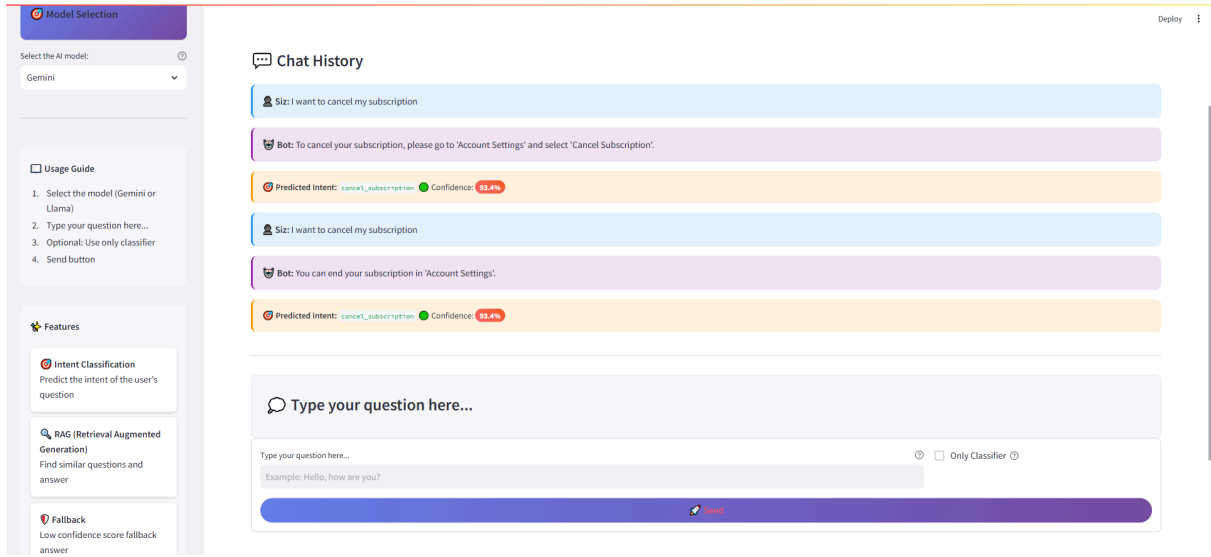 Model Selection
Deploy
Select the AI model:
Gemini
Usage Guide
1. Select the model (Gemini or
Llama)
2. Type your question here...
3. Optional: Use only classifier
4. Send button
Features
Intent Classification
Predict the intent of the user's
question
RAG (Retrieval Augmented
Generation)
Find similar questions and
answer
Fallback
Low confidence score fallback
answer
Chat History
Siz: I want to cancel my subscription
Bot: To cancel your subscription, please go to 'Account Settings' and select 'Cancel Subscription'.
Predicted Intent: cancel_subscription Confidence: 93.4%
Siz: I want to cancel my subscription
Bot: You can end your subscription in 'Account Settings'.
Predicted Intent: cancel_subscription Confidence: 93.4%
Type your question here...
Type your question here...
Only Classifier
Example: Hello, how are you?
Send